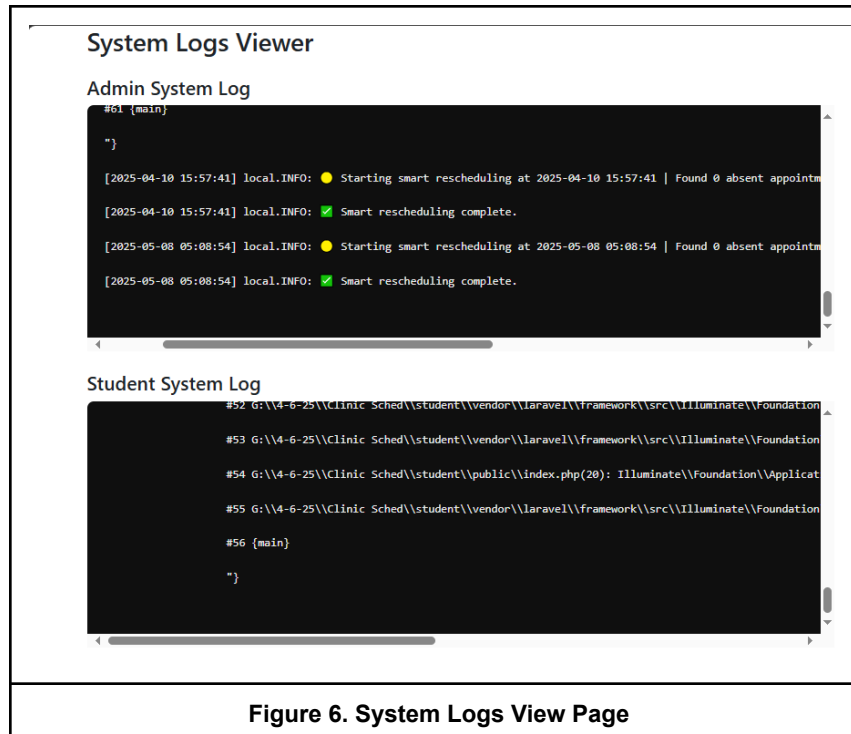 System Logs Viewer
Admin System Log
#61 {main}
"}
[2025-04-10 15:57:41] local.INFO: 🟡 Starting smart rescheduling at 2025-04-10 15:57:41 | Found 0 absent appointm
[2025-04-10 15:57:41] local.INFO: ✅ Smart rescheduling complete.
[2025-05-08 05:08:54] local.INFO: 🟡 Starting smart rescheduling at 2025-05-08 05:08:54 | Found 0 absent appointm
[2025-05-08 05:08:54] local.INFO: ✅ Smart rescheduling complete.
Student System Log
#52 G:\\4-6-25\\Clinic Sched\\student\\vendor\\laravel\\framework\\src\\Illuminate\\Foundation
#53 G:\\4-6-25\\Clinic Sched\\student\\vendor\\laravel\\framework\\src\\Illuminate\\Foundation
#54 G:\\4-6-25\\Clinic Sched\\student\\public\\index.php(20): Illuminate\\Foundation\\Applicat
#55 G:\\4-6-25\\Clinic Sched\\student\\vendor\\laravel\\framework\\src\\Illuminate\\Foundation
#56 {main}
"}
Figure 6. System Logs View Page